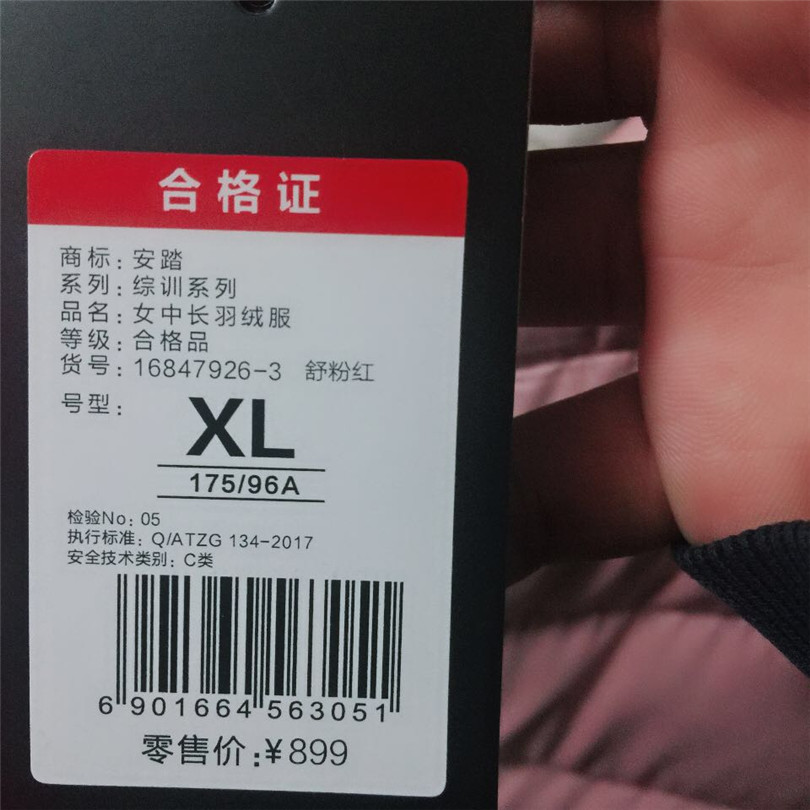 合格证
商标：安踏
系列：综训系列
品名：女中长羽绒服
等级：合格品
货号：16847926-3 舒粉红
号型：
XL
175/96A
检验No：05
执行标准：Q/ATZG 134-2017
安全技术类别：C类
6 901664 563051
零售价：¥899